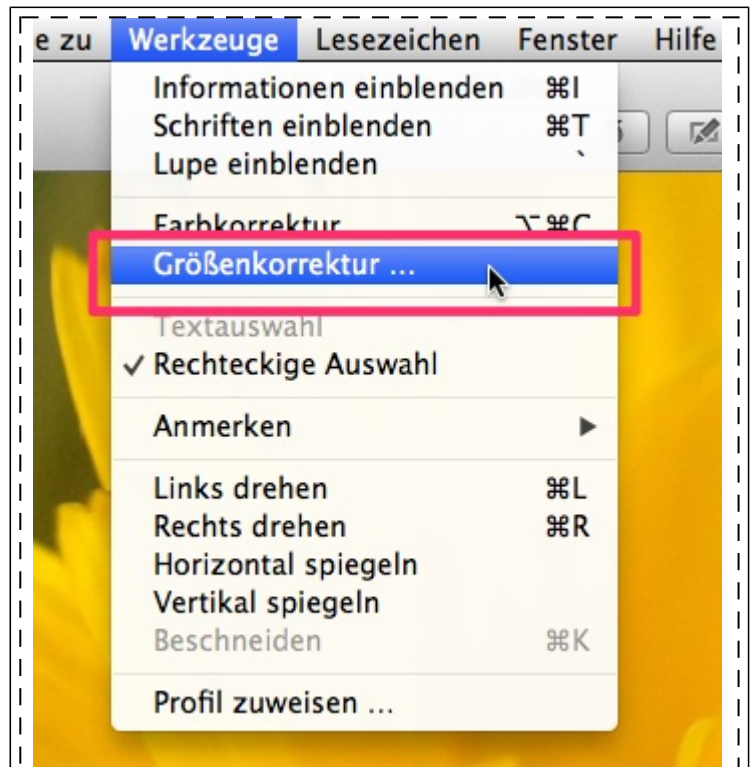 e zu Werkzeuge Lesezeichen Fenster Hilfe
Informationen einblenden ⌘I
Schriften einblenden ⌘T
Lupe einblenden `
Farbkorrektur ⌥⌘C
Größenkorrektur ...
Textauswahl
✓ Rechteckige Auswahl
Anmerken ▶
Links drehen ⌘L
Rechts drehen ⌘R
Horizontal spiegeln
Vertikal spiegeln
Beschneiden ⌘K
Profil zuweisen ...